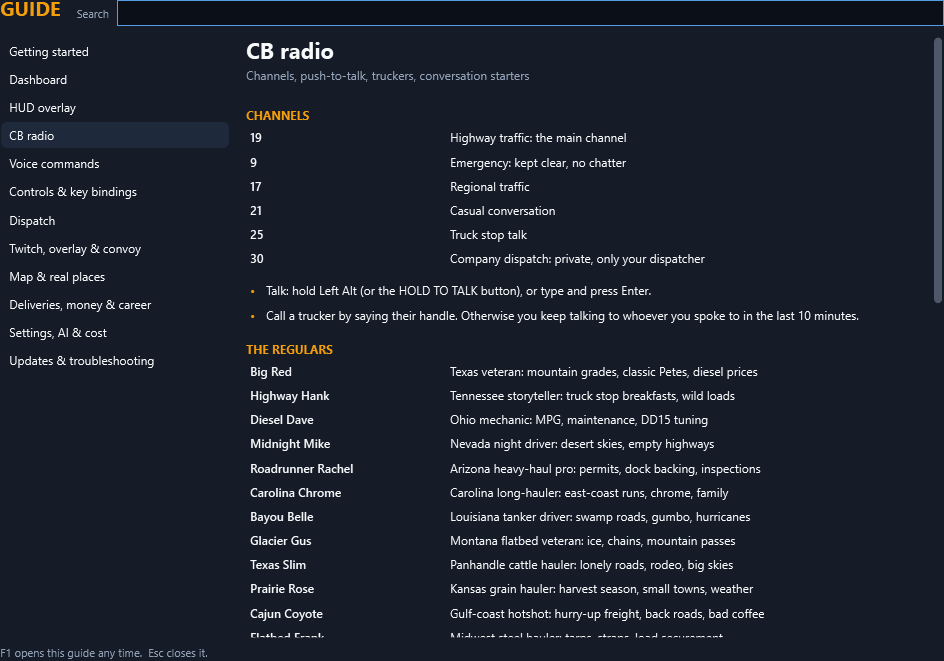 GUIDE Search
Getting started
Dashboard
HUD overlay
CB radio
Voice commands
Controls & key bindings
Dispatch
Twitch, overlay & convoy
Map & real places
Deliveries, money & career
Settings, AI & cost
Updates & troubleshooting
CB radio
Channels, push-to-talk, truckers, conversation starters
CHANNELS
19 Highway traffic: the main channel
9 Emergency: kept clear, no chatter
17 Regional traffic
21 Casual conversation
25 Truck stop talk
30 Company dispatch: private, only your dispatcher
• Talk: hold Left Alt (or the HOLD TO TALK button), or type and press Enter.
• Call a trucker by saying their handle. Otherwise you keep talking to whoever you spoke to in the last 10 minutes.
THE REGULARS
Big Red Texas veteran: mountain grades, classic Petes, diesel prices
Highway Hank Tennessee storyteller: truck stop breakfasts, wild loads
Diesel Dave Ohio mechanic: MPG, maintenance, DD15 tuning
Midnight Mike Nevada night driver: desert skies, empty highways
Roadrunner Rachel Arizona heavy-haul pro: permits, dock backing, inspections
Carolina Chrome Carolina long-hauler: east-coast runs, chrome, family
Bayou Belle Louisiana tanker driver: swamp roads, gumbo, hurricanes
Glacier Gus Montana flatbed veteran: ice, chains, mountain passes
Texas Slim Panhandle cattle hauler: lonely roads, rodeo, big skies
Prairie Rose Kansas grain hauler: harvest season, small towns, weather
Cajun Coyote Gulf-coast hotshot: hurry-up freight, back roads, bad coffee
Flatbed Frank Midwest steel hauler: tarps, straps, load securement
F1 opens this guide any time. Esc closes it.